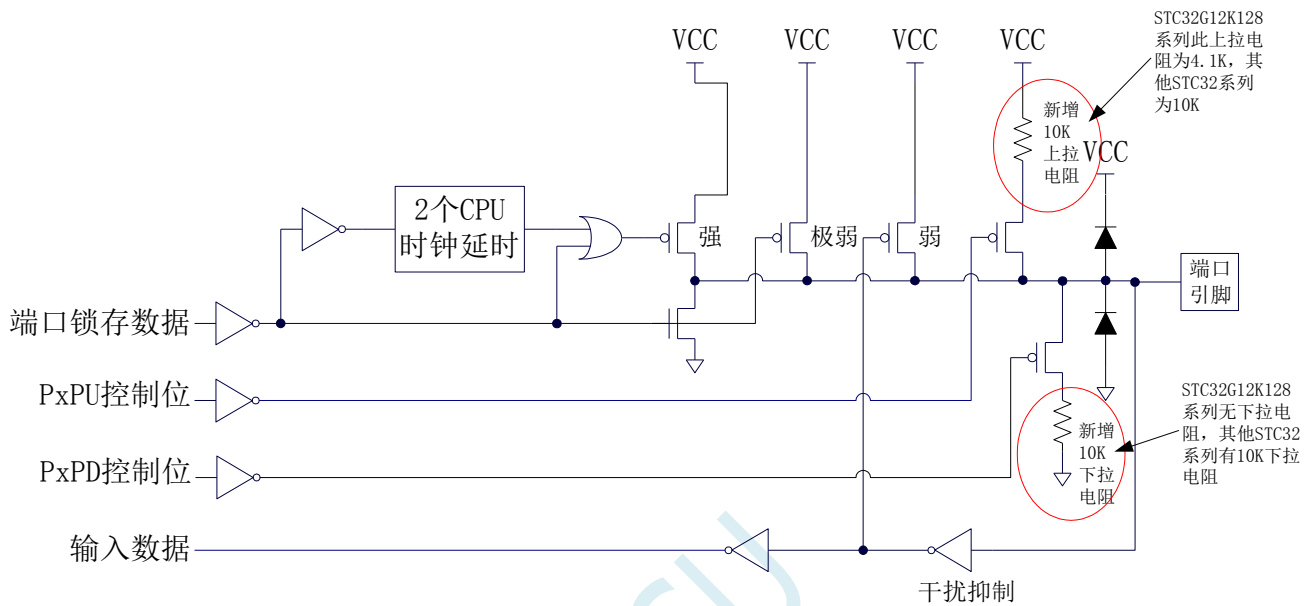 STC32G12K128
系列此上拉电
阻为4.1K，其
他STC32系列
为10K
VCC
VCC
VCC
VCC
新增
10K
上拉
电阻
VCC
2个CPU
时钟延时
强
极弱
弱
端口
引脚
端口锁存数据
PxPU控制位
STC32G12K128
系列无下拉电
阻，其他STC32
系列有10K下拉
电阻
新增
10K
下拉
电阻
PxPD控制位
输入数据
干扰抑制